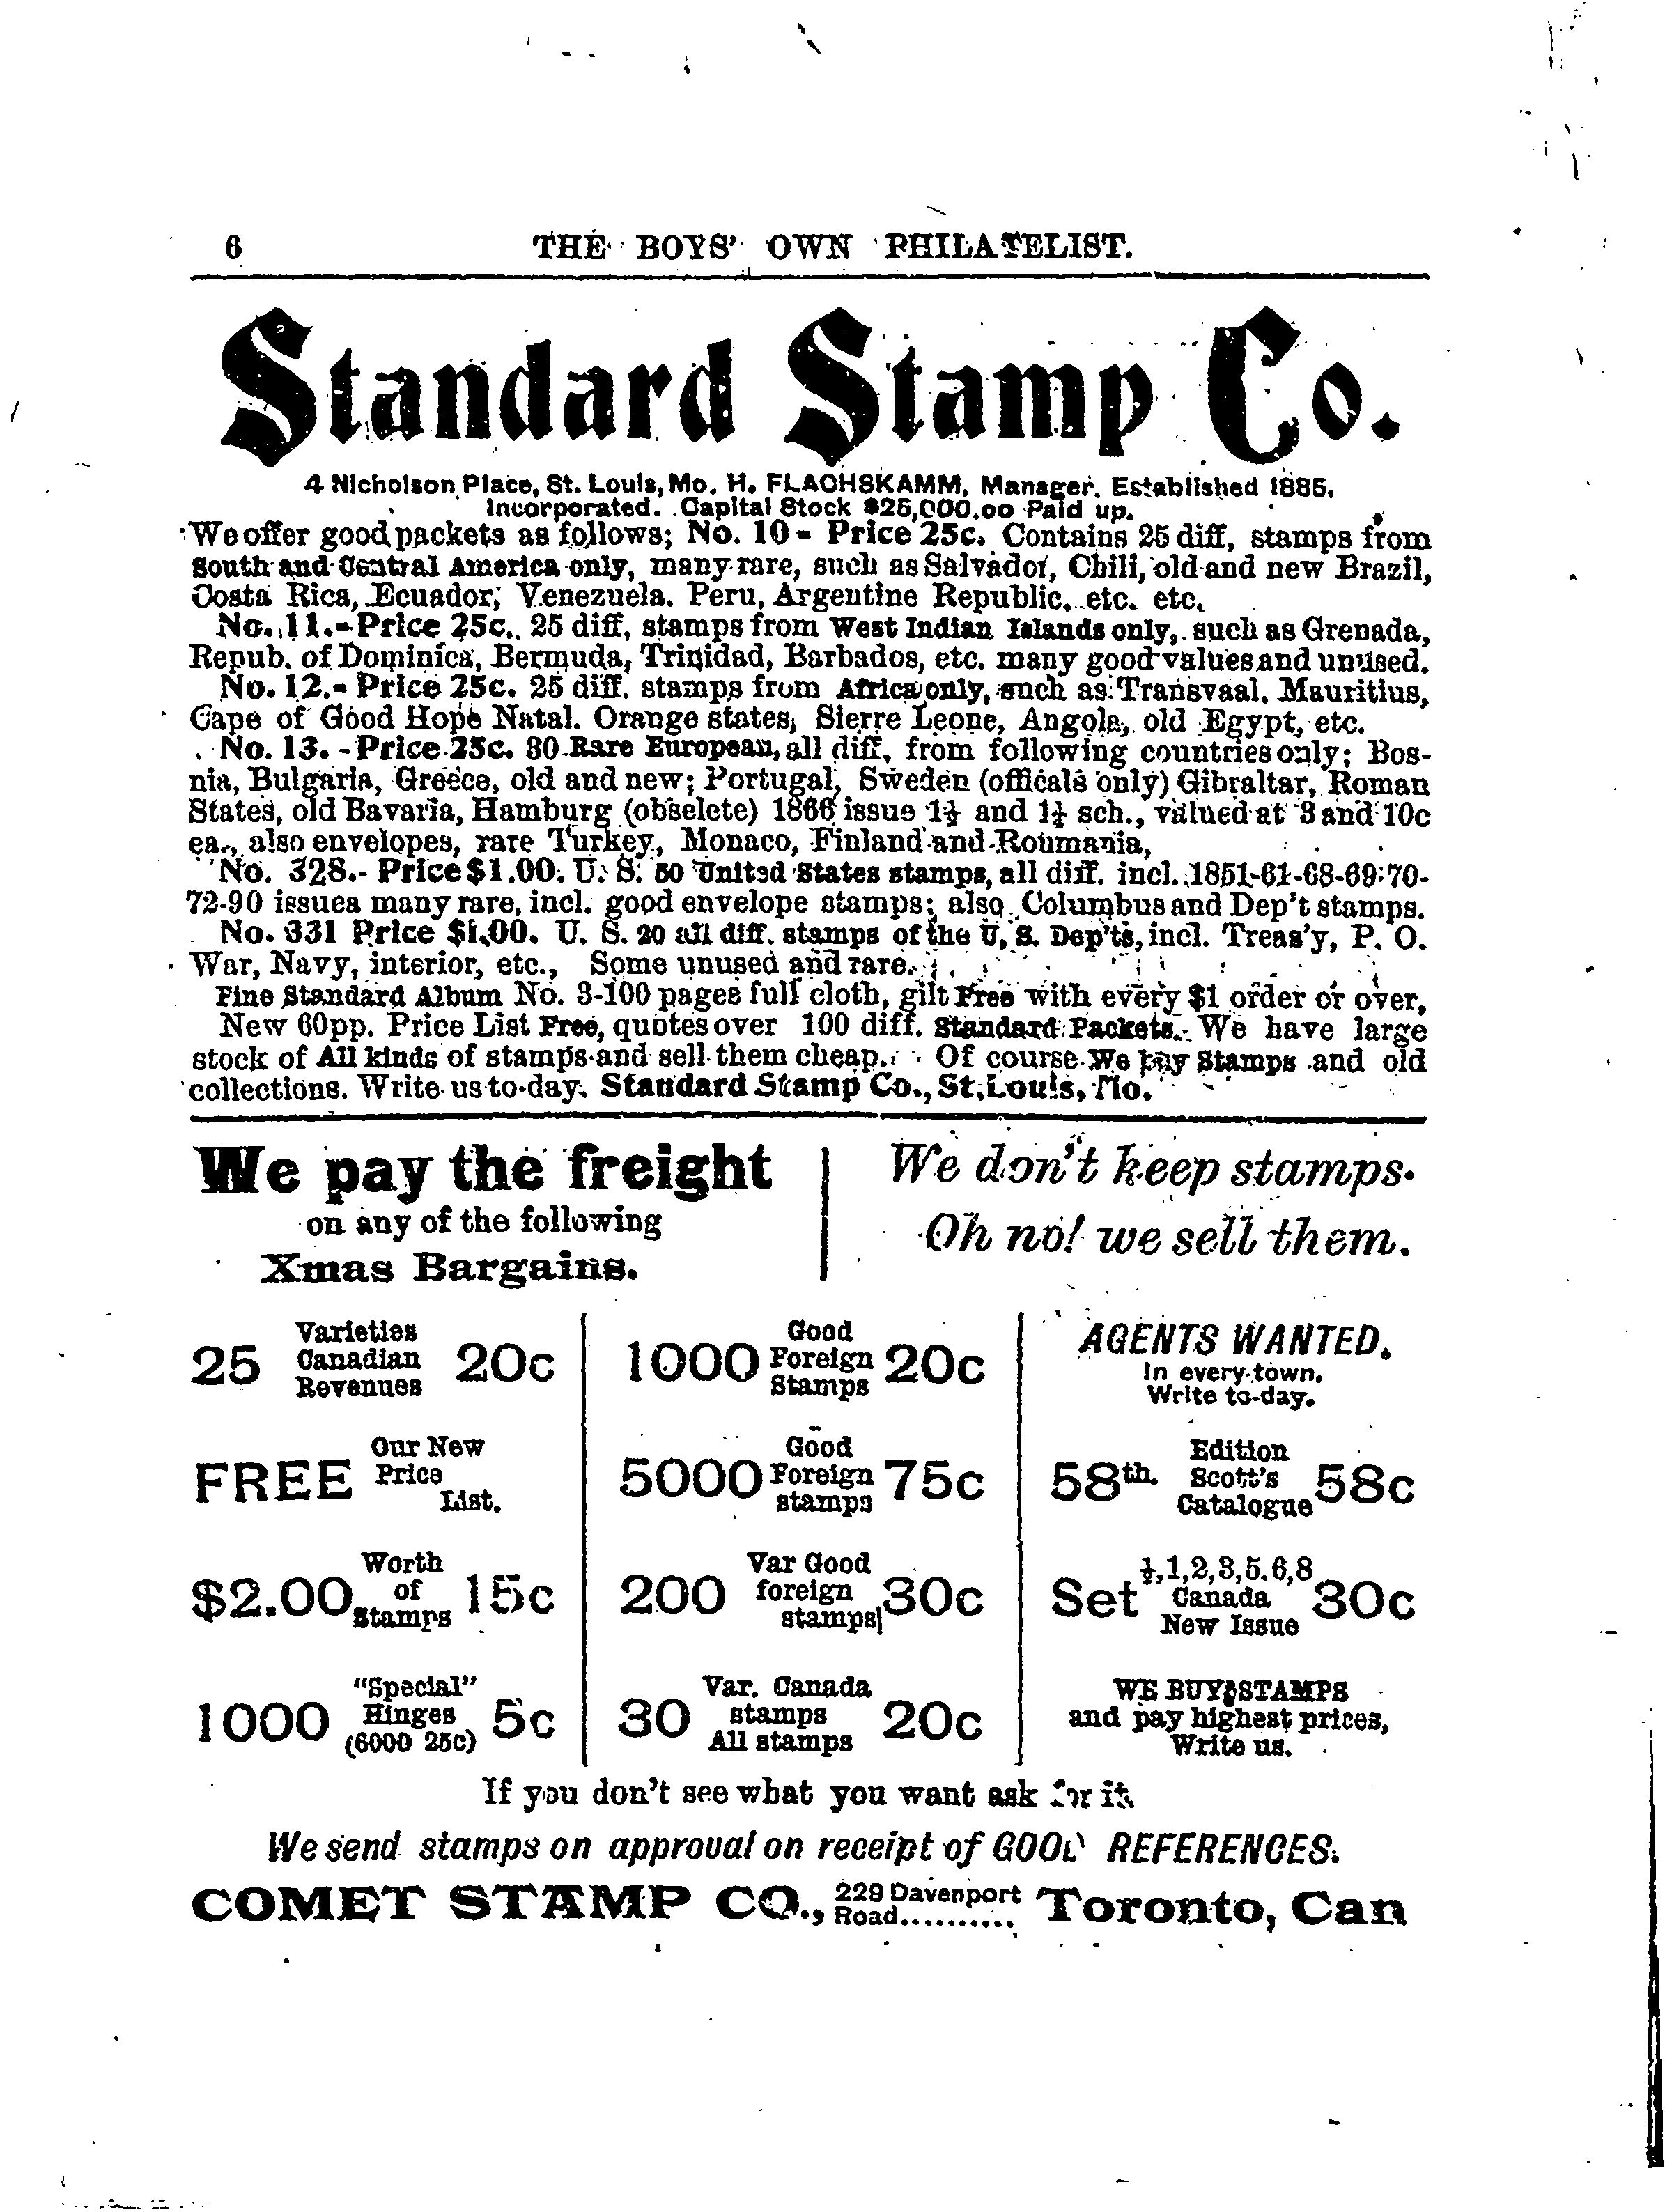 6 THE BOYS' OWN PHILATELIST.
Standard Stamp Co.
4 Nicholson Place, St. Louis, Mo. H. FLACHSKAMM, Manager. Established 1885.
Incorporated. Capital Stock $25,000.00 Paid up.
We offer good packets as follows; No. 10 - Price 25c. Contains 25 diff, stamps from
South and Central America only, many rare, such as Salvador, Chili, old and new Brazil,
Costa Rica, Ecuador, Venezuela. Peru, Argentine Republic, etc. etc.
No. 11.- Price 25c. 25 diff, stamps from West Indian Islands only, such as Grenada,
Repub. of Dominica, Bermuda, Trinidad, Barbados, etc. many good values and unused.
No. 12.- Price 25c. 25 diff. stamps from Africa only, such as Transvaal, Mauritius,
Cape of Good Hope Natal. Orange states, Sierre Leone, Angola, old Egypt, etc.
No. 13. - Price 25c. 30 Rare European, all diff, from following countries only; Bos-
nia, Bulgaria, Greece, old and new; Portugal, Sweden (officals only) Gibraltar, Roman
States, old Bavaria, Hamburg (obselete) 1866 issue 1¼ and 1½ sch., valued at 3 and 10c
ea., also envelopes, rare Turkey, Monaco, Finland and Roumania,
No. 328.- Price $1.00. U. S. 50 United States stamps, all diff. incl. 1851-61-68-69-70-
72-90 issues many rare, incl. good envelope stamps; also Columbus and Dep't stamps.
No. 331 Price $1.00. U. S. 20 all diff. stamps of the U. S. Dep'ts, incl. Treas'y, P. O.
War, Navy, interior, etc., Some unused and rare.
Fine Standard Album No. 3-100 pages full cloth, gilt Free with every $1 order or over,
New 60pp. Price List Free, quotes over 100 diff. Standard Packets. We have large
stock of All kinds of stamps and sell them cheap. Of course We buy Stamps and old
collections. Write us to-day. Standard Stamp Co., St. Louis, Mo.
We pay the freight
on any of the following
Xmas Bargains.
We don't keep stamps.
Oh no! we sell them.
25 Varieties Canadian Revenues 20c
FREE Our New Price List.
$2.00 Worth of Stamps 15c
1000 "Special" Hinges (6000 25c) 5c
1000 Good Foreign Stamps 20c
5000 Good Foreign stamps 75c
200 Var Good foreign stamps 30c
30 Var. Canada stamps All stamps 20c
AGENTS WANTED.
In every town.
Write to-day.
58th. Edition Scott's Catalogue 58c
Set ½,1,2,3,5.6,8 Canada New Issue 30c
WE BUY STAMPS
and pay highest prices,
Write us.
If you don't see what you want ask for it.
We send stamps on approval on receipt of GOOD REFERENCES.
COMET STAMP CO., 229 Davenport Road.......... Toronto, Can